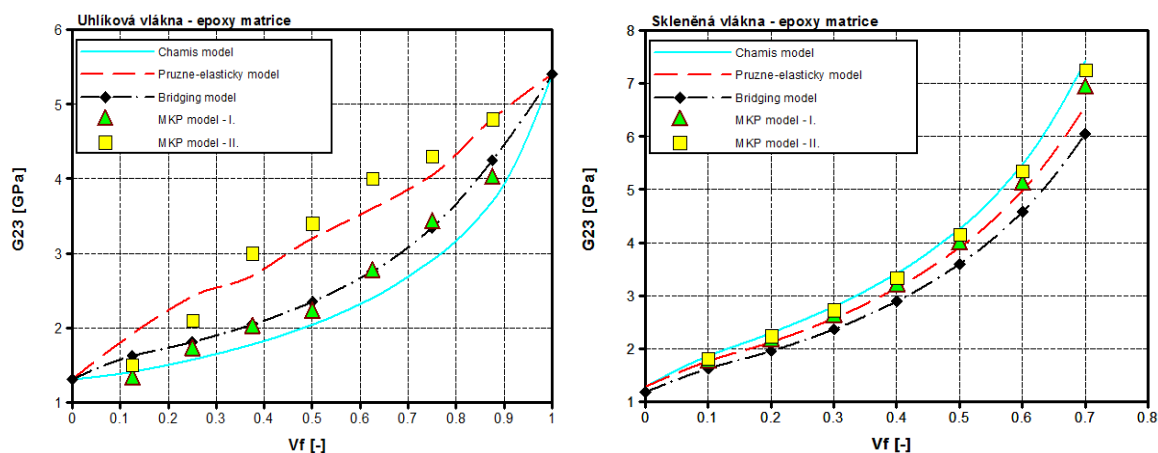 Uhlíková vlákna - epoxy matrice
Chamis model
Pruzne-elasticky model
Bridging model
MKP model - I.
MKP model - II.
G23 [GPa]
6
5
4
3
2
1
0
0.1
0.2
0.3
0.4
0.5
0.6
0.7
0.8
0.9
1
Vf [-]
Skleněná vlákna - epoxy matrice
Chamis model
Pruzne-elasticky model
Bridging model
MKP model - I.
MKP model - II.
G23 [GPa]
8
7
6
5
4
3
2
1
0
0.1
0.2
0.3
0.4
0.5
0.6
0.7
0.8
Vf [-]